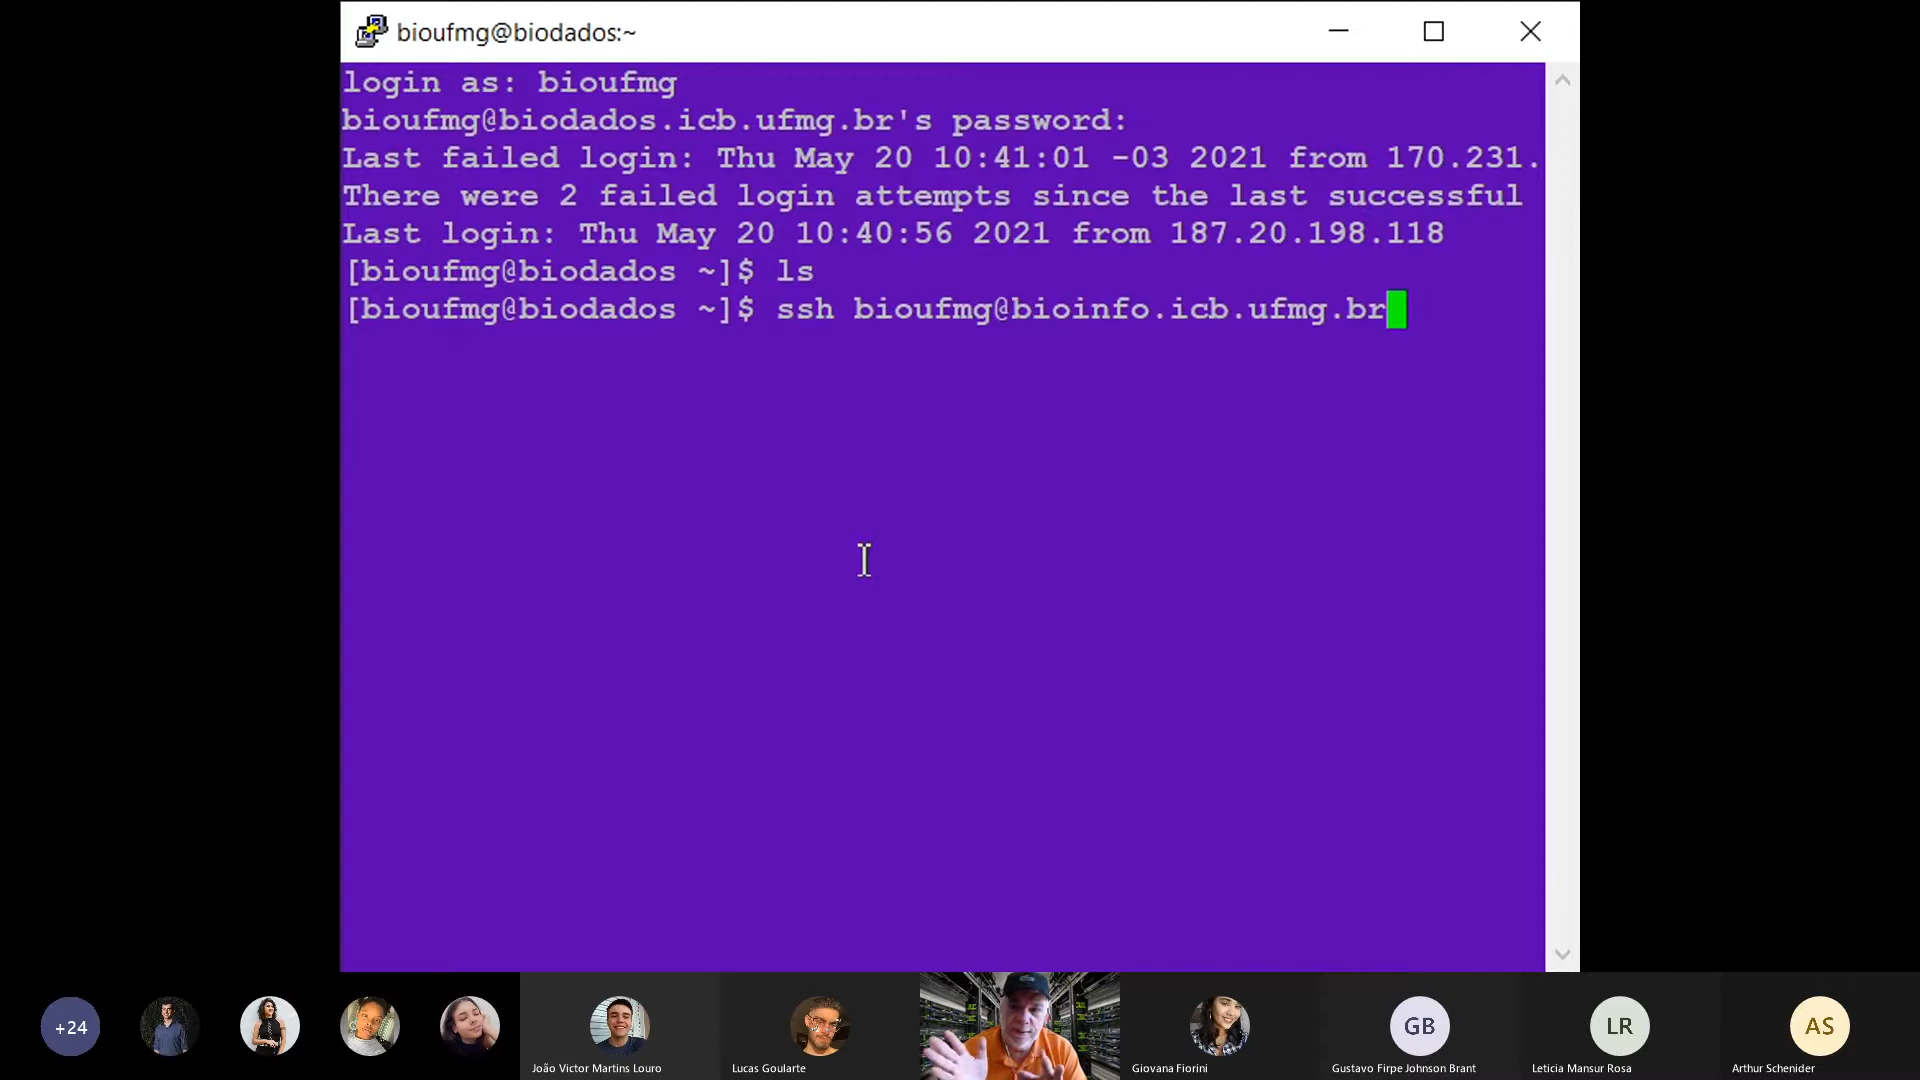 bioufmg@biodados:~
login as: bioufmg
bioufmg@biodados.icb.ufmg.br's password:
Last failed login: Thu May 20 10:41:01 -03 2021 from 170.231.
There were 2 failed login attempts since the last successful
Last login: Thu May 20 10:40:56 2021 from 187.20.198.118
[bioufmg@biodados ~]$ ls
[bioufmg@biodados ~]$ ssh bioufmg@bioinfo.icb.ufmg.br
+24
GB
LR
AS
João Victor Martins Louro
Lucas Goularte
Giovana Fiorini
Gustavo Firpe Johnson Brant
Leticia Mansur Rosa
Arthur Schenider